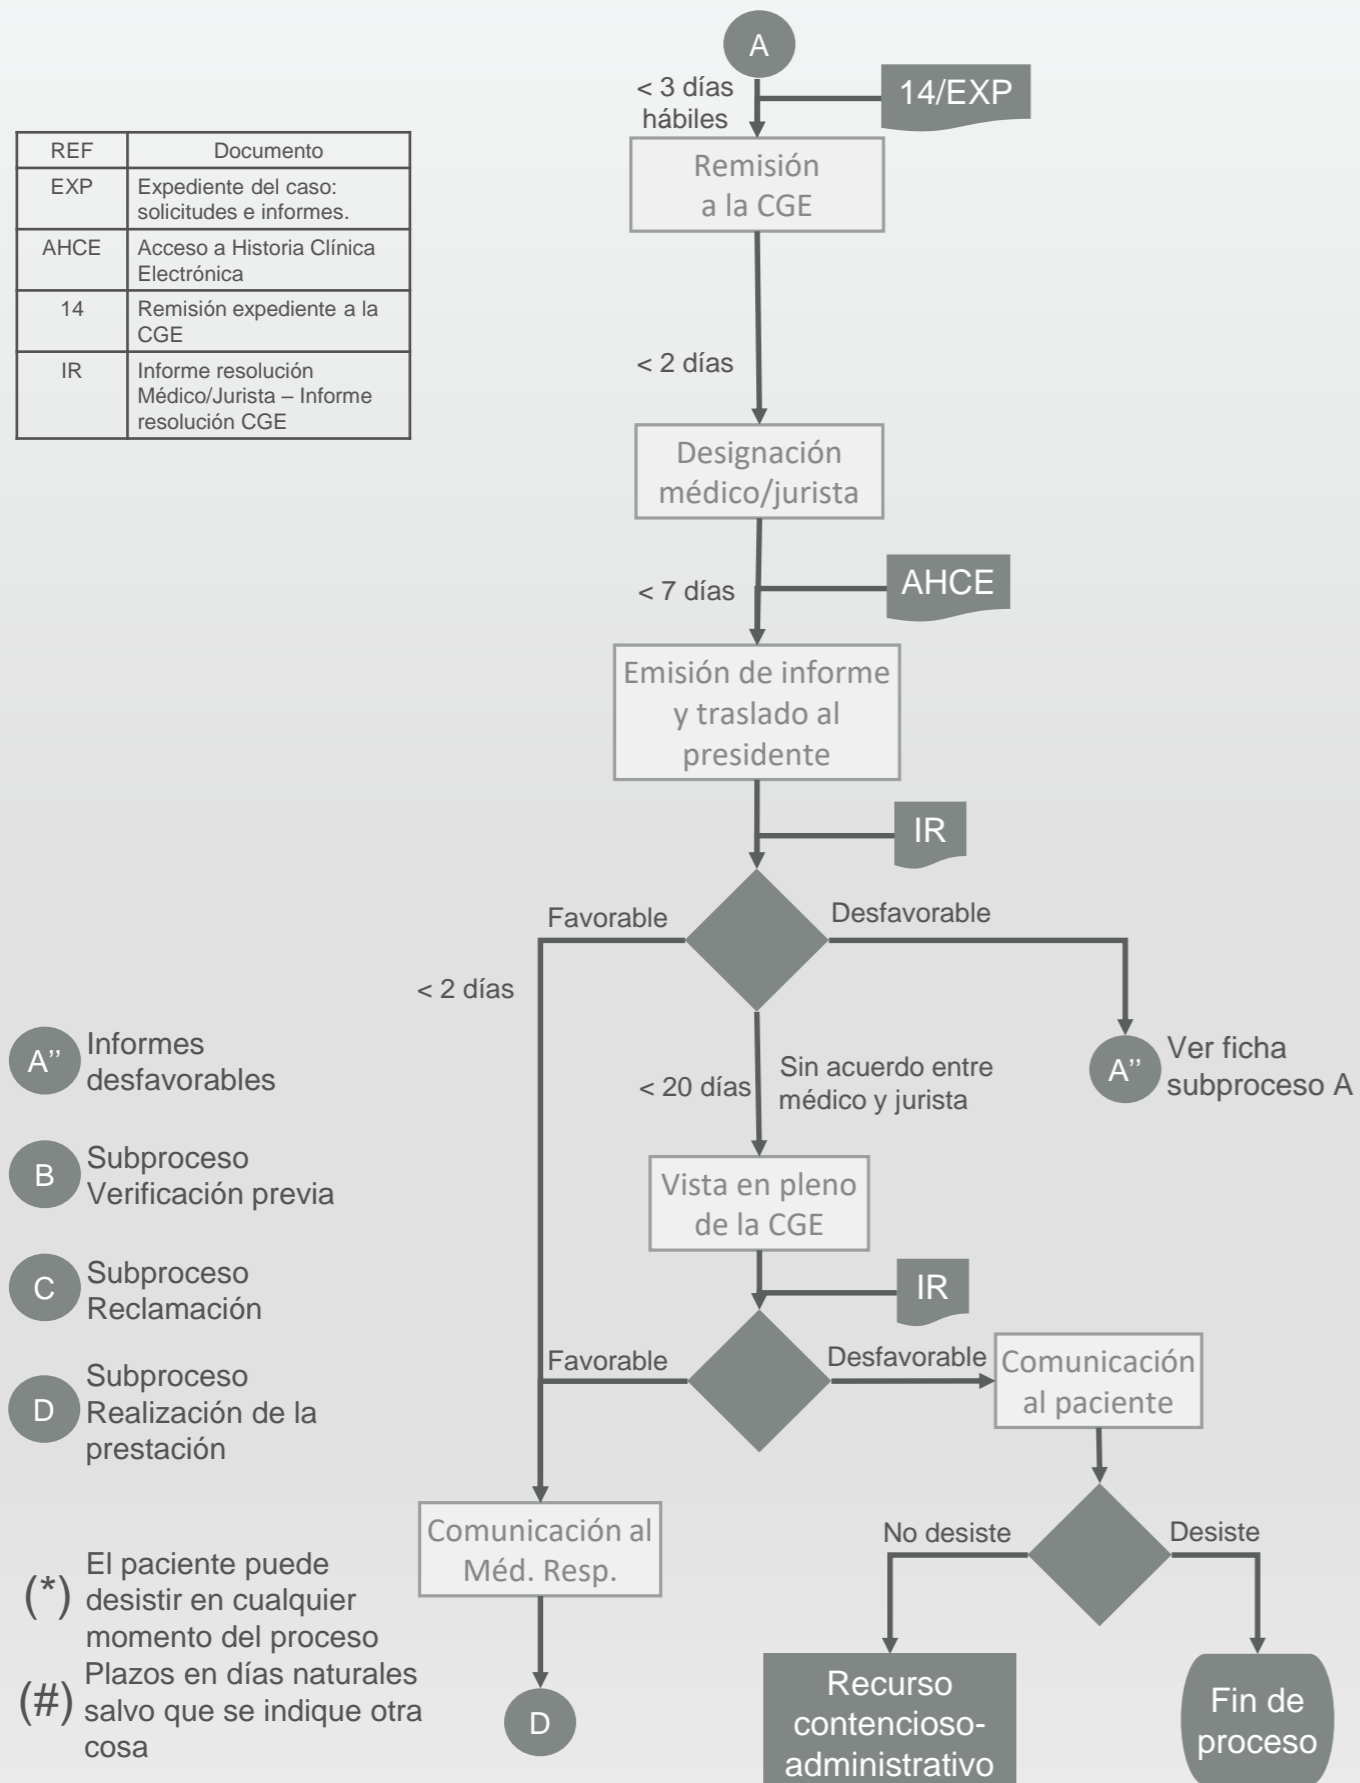 A
< 3 días
hábiles
14/EXP
Remisión
a la CGE
REF Documento
EXP Expediente del caso:
solicitudes e informes.
AHCE Acceso a Historia Clínica
Electrónica
14 Remisión expediente a la
CGE
IR Informe resolución
Médico/Jurista – Informe
resolución CGE
< 2 días
Designación
médico/jurista
< 7 días
AHCE
Emisión de informe
y traslado al
presidente
IR
Favorable
Desfavorable
< 2 días
A’’
Ver ficha
subproceso A
< 20 días
Sin acuerdo entre
médico y jurista
Vista en pleno
de la CGE
IR
Favorable
Desfavorable
Comunicación
al paciente
Comunicación al
Méd. Resp.
D
No desiste
Desiste
Recurso
contencioso-
administrativo
Fin de
proceso
A’’
Informes
desfavorables
B
Subproceso
Verificación previa
C
Subproceso
Reclamación
D
Subproceso
Realización de la
prestación
(*)
El paciente puede
desistir en cualquier
momento del proceso
(#)
Plazos en días naturales
salvo que se indique otra
cosa